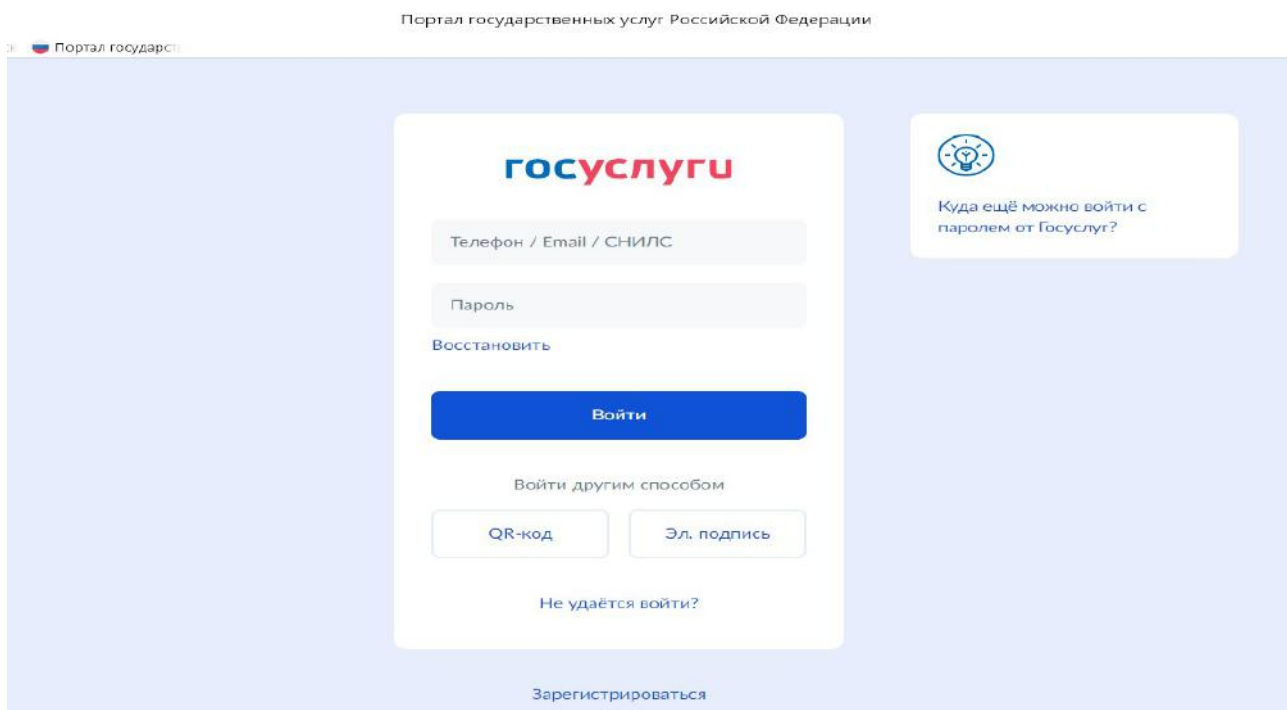 Портал государственных услуг Российской Федерации
Портал государст
госуслуги
Телефон / Email / СНИЛС
Пароль
Восстановить
Войти
Войти другим способом
QR-код
Эл. подпись
Не удаётся войти?
Зарегистрироваться
Куда ещё можно войти с
паролем от Госуслуг?